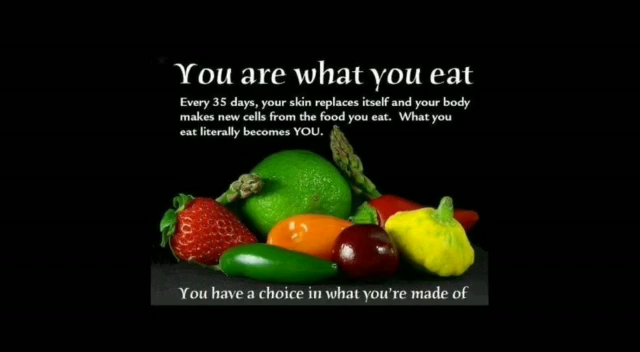 You are what you eat
Every 35 days, your skin replaces itself and your body
makes new cells from the food you eat. What you
eat literally becomes YOU.
You have a choice in what you're made of